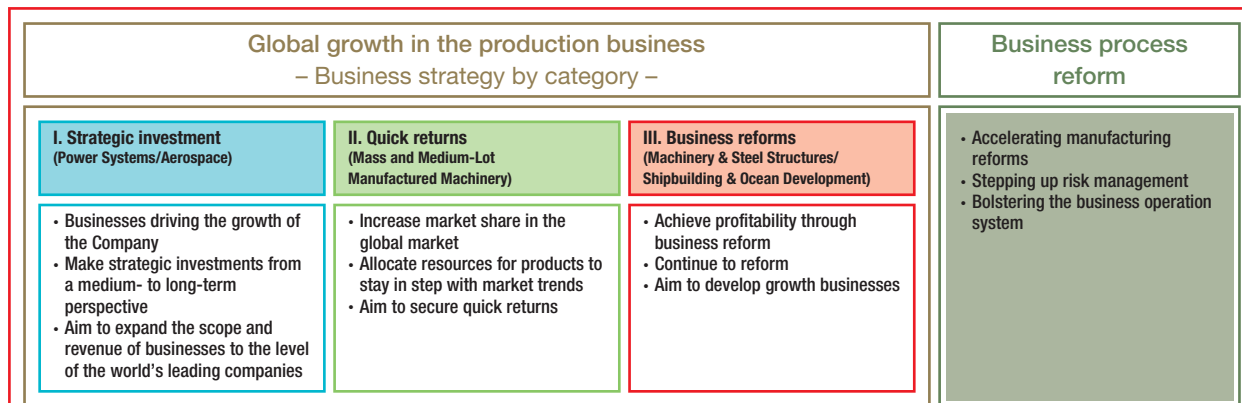 Global growth in the production business
– Business strategy by category –
Business process
reform
I. Strategic investment
(Power Systems/Aerospace)
• Businesses driving the growth of
the Company
• Make strategic investments from
a medium- to long-term
perspective
• Aim to expand the scope and
revenue of businesses to the level
of the world’s leading companies
II. Quick returns
(Mass and Medium-Lot
Manufactured Machinery)
• Increase market share in the
global market
• Allocate resources for products to
stay in step with market trends
• Aim to secure quick returns
III. Business reforms
(Machinery & Steel Structures/
Shipbuilding & Ocean Development)
• Achieve profitability through
business reform
• Continue to reform
• Aim to develop growth businesses
• Accelerating manufacturing
reforms
• Stepping up risk management
• Bolstering the business operation
system